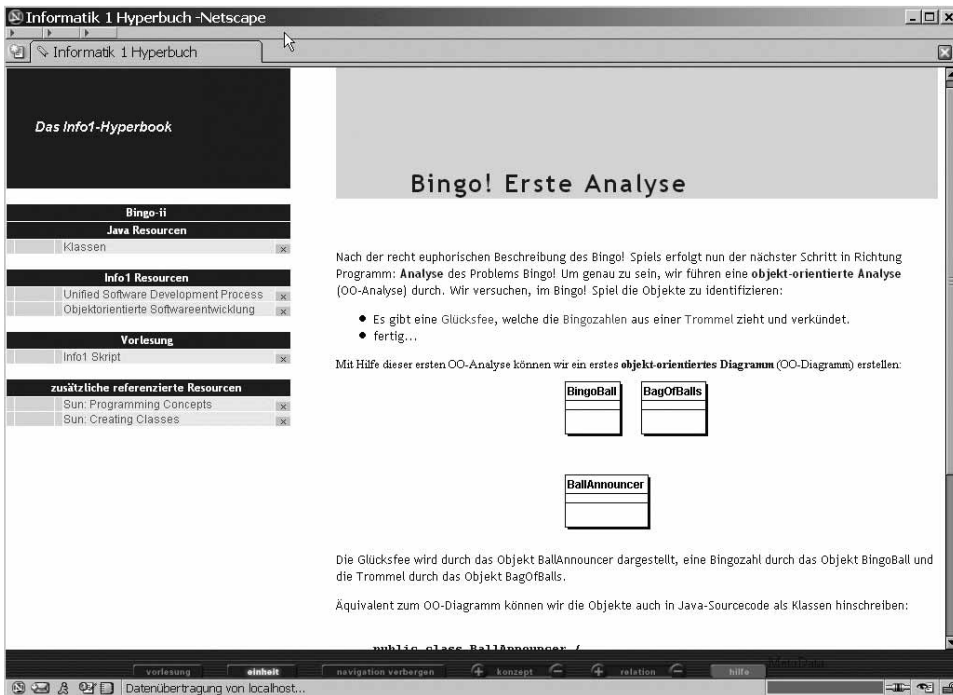 Informatik 1 Hyperbuch -Netscape
Informatik 1 Hyperbuch
Das Info1-Hyperbook
Bingo-ii
Java Resourcen
Klassen
Info1 Resourcen
Unified Software Development Process
Objektorientierte Softwareentwicklung
Vorlesung
Info1 Skript
zusätzliche referenzierte Resourcen
Sun: Programming Concepts
Sun: Creating Classes
Bingo! Erste Analyse
Nach der recht euphorischen Beschreibung des Bingo! Spiels erfolgt nun der nächster Schritt in Richtung
Programm: Analyse des Problems Bingo! Um genau zu sein, wir führen eine objekt-orientierte Analyse
(OO-Analyse) durch. Wir versuchen, im Bingo! Spiel die Objekte zu identifizieren:
Es gibt eine Glücksfee, welche die Bingozahlen aus einer Trommel zieht und verkündet.
fertig...
Mit Hilfe dieser ersten OO-Analyse können wir ein erstes objekt-orientiertes Diagramm (OO-Diagramm) erstellen:
BingoBall BagOfBalls
BallAnnouncer
Die Glücksfee wird durch das Objekt BallAnnouncer dargestellt, eine Bingozahl durch das Objekt BingoBall und
die Trommel durch das Objekt BagOfBalls.
Äquivalent zum OO-Diagramm können wir die Objekte auch in Java-Sourcecode als Klassen hinschreiben:
public class BallAnnouncer {
vorlesung einheit navigation verbergen konzept relation hilfe MetaData
Datenübertragung von localhost...